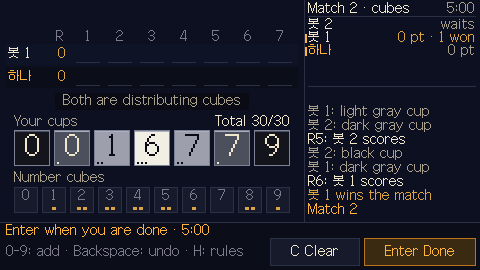 Match 2 · cubes 5:00
R 1 2 3 4 5 6 7
봇 2 waits
봇 1 0
봇 1 0 pt · 1 won
하나 0
하나 0 pt
Both are distributing cubes
Your cups Total 30/30
0 0 1 6 7 7 9
Number cubes
0 1 2 3 4 5 6 7 8 9
봇 1: light gray cup
봇 2: dark gray cup
R5: 봇 2 scores
봇 2: black cup
봇 1: dark gray cup
R6: 봇 1 scores
봇 1 wins the match
Match 2
Enter when you are done · 5:00
0-9: add · Backspace: undo · H: rules
C Clear
Enter Done